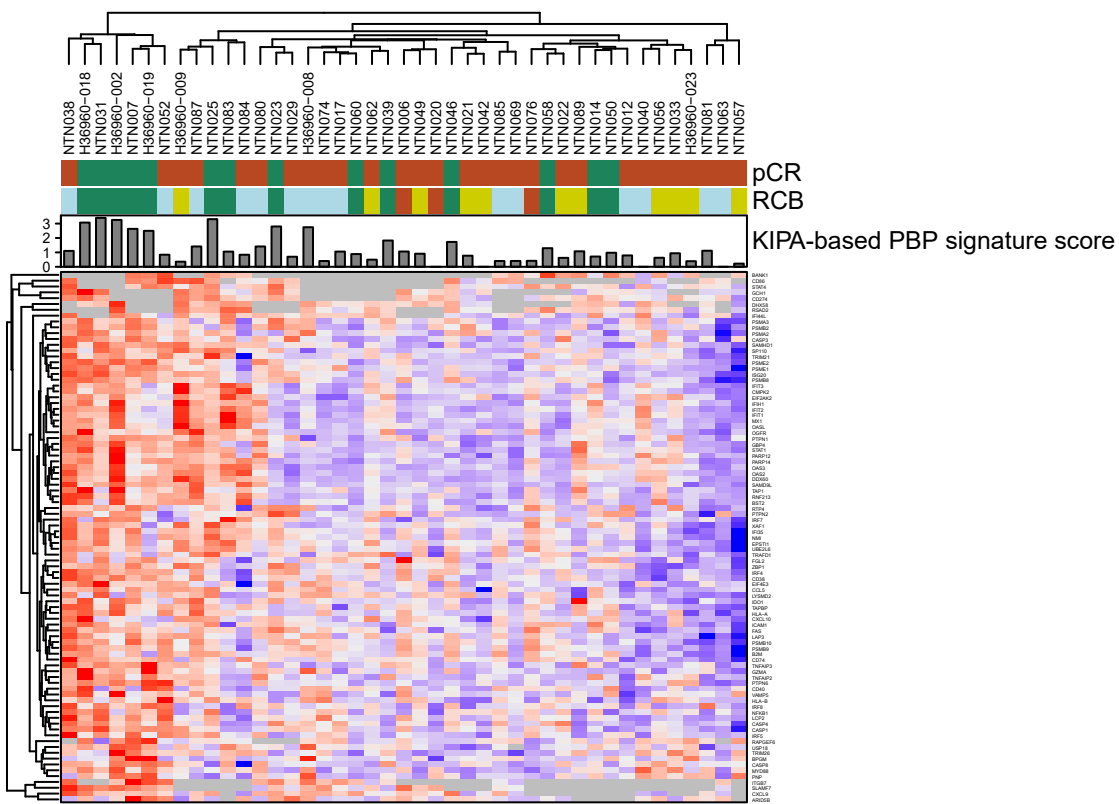 NTN038
H36960-018
NTN031
H36960-002
NTN007
H36960-019
NTN052
H36960-009
NTN087
NTN025
NTN083
NTN084
NTN080
NTN023
NTN029
H36960-008
NTN074
NTN017
NTN060
NTN062
NTN039
NTN006
NTN049
NTN020
NTN046
NTN021
NTN042
NTN085
NTN069
NTN076
NTN058
NTN022
NTN089
NTN014
NTN050
NTN012
NTN040
NTN056
NTN033
H36960-023
NTN081
NTN063
NTN057
pCR
RCB
3
2
1
0
KIPA-based PBP signature score
BANK1
CD86
STAT4
GCH1
CD274
DHX58
RSAD2
IFI44L
PSMA3
PSMB2
PSMA2
CASP3
SAMHD1
SP110
TRIM21
PSME2
PSME1
ISG20
PSMB8
IFIT3
CMPK2
EIF2AK2
IFIH1
IFIT2
IFIT1
MX1
OASL
OGFR
PTPN1
GBP4
STAT1
PARP12
PARP14
OAS3
OAS2
DDX60
SAMD9L
TAP1
RNF213
BST2
RTP4
PTPN2
IRF7
XAF1
IFI35
NMI
EPSTI1
UBE2L6
TRAFD1
FGL2
ZBP1
IRF4
CD38
EIF4E3
CCL5
LYSMD2
IDO1
TAPBP
HLA-A
CXCL10
ICAM1
FAS
LAP3
PSMB10
PSMB9
B2M
CD74
TNFAIP3
GZMA
TNFAIP2
PTPN6
CD40
VAMP5
HLA-B
IRF8
NFKB1
LCP2
CASP4
CASP1
IRF5
RAPGEF6
USP18
TRIM26
BPGM
CASP8
MYD88
PNP
ITGB7
SLAMF7
CXCL9
ARID5B